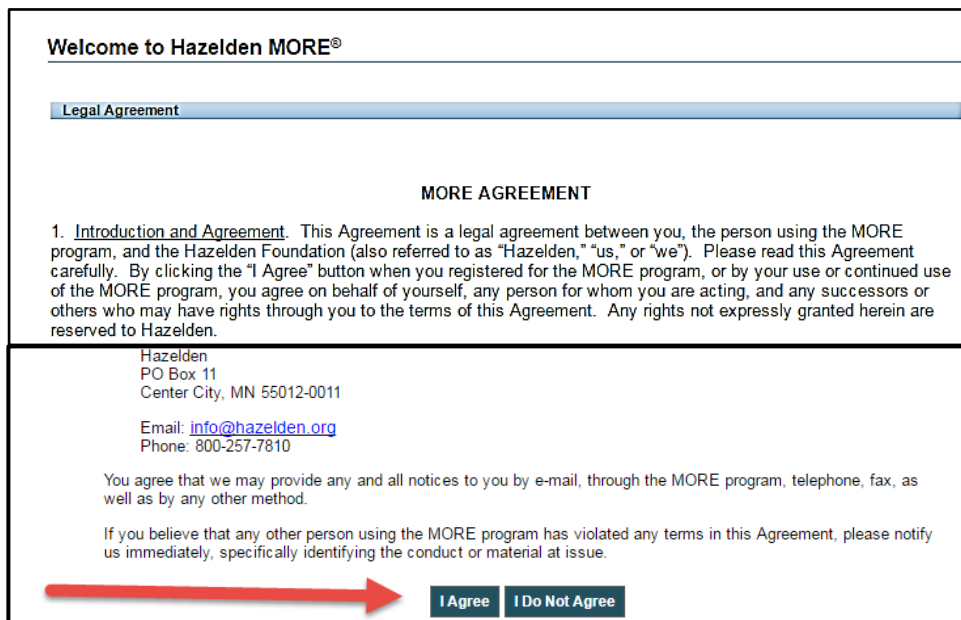 Welcome to Hazelden MORE®
Legal Agreement
MORE AGREEMENT
1. Introduction and Agreement. This Agreement is a legal agreement between you, the person using the MORE
program, and the Hazelden Foundation (also referred to as “Hazelden,” “us,” or “we”). Please read this Agreement
carefully. By clicking the “I Agree” button when you registered for the MORE program, or by your use or continued use
of the MORE program, you agree on behalf of yourself, any person for whom you are acting, and any successors or
others who may have rights through you to the terms of this Agreement. Any rights not expressly granted herein are
reserved to Hazelden.
Hazelden
PO Box 11
Center City, MN 55012-0011
Email: info@hazelden.org
Phone: 800-257-7810
You agree that we may provide any and all notices to you by e-mail, through the MORE program, telephone, fax, as
well as by any other method.
If you believe that any other person using the MORE program has violated any terms in this Agreement, please notify
us immediately, specifically identifying the conduct or material at issue.
I Agree I Do Not Agree